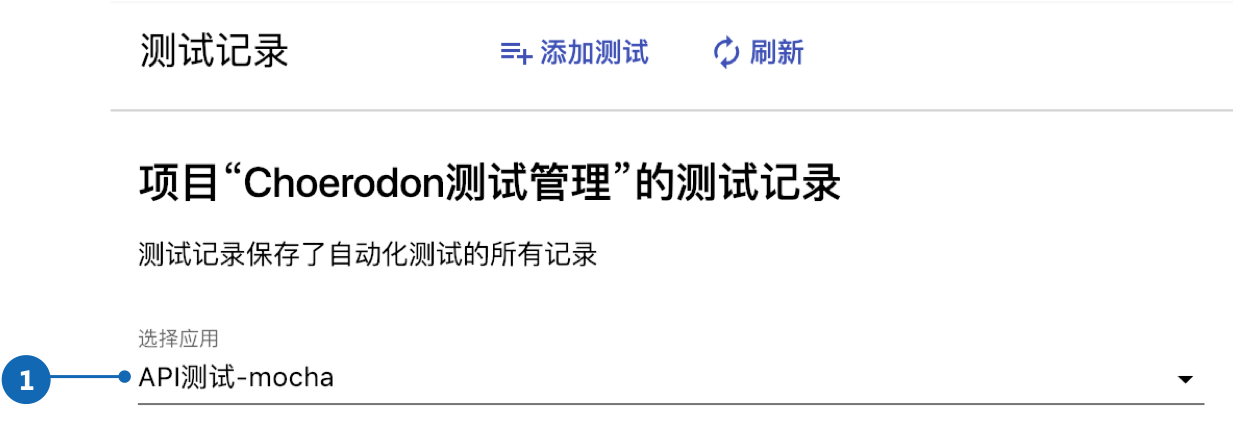 测试记录 添加测试 刷新
项目“Choerodon测试管理”的测试记录
测试记录保存了自动化测试的所有记录
选择应用
1 API测试-mocha